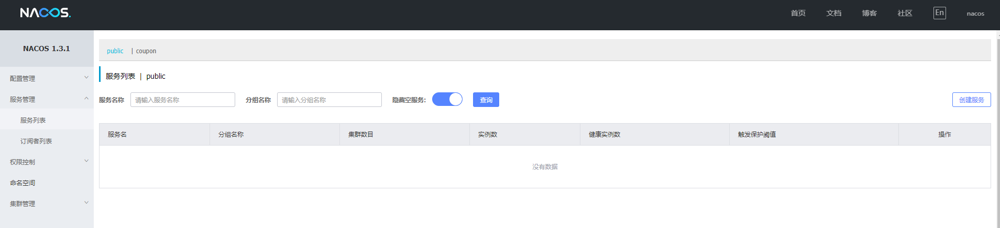 NACOS.
首页 文档 博客 社区 En nacos
NACOS 1.3.1
配置管理
服务管理
服务列表
订阅者列表
权限控制
命名空间
集群管理
public | coupon
服务列表 | public
服务名称 请输入服务名称 分组名称 请输入分组名称 隐藏空服务: 查询 创建服务
服务名 分组名称 集群数目 实例数 健康实例数 触发保护阈值 操作
没有数据